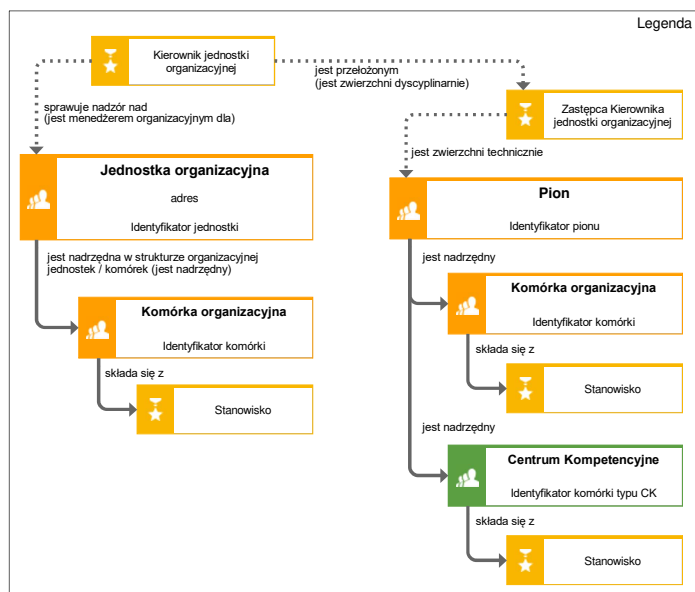 Legenda
Kierownik jednostki
organizacyjnej
jest przełożonym
(jest zwierzchni dyscyplinarnie)
sprawuje nadzór nad
(jest menedżerem organizacyjnym dla)
Zastępca Kierownika
jednostki organizacyjnej
jest zwierzchni technicznie
Jednostka organizacyjna
adres
Identyfikator jednostki
Pion
Identyfikator pionu
jest nadrzędna w strukturze organizacyjnej
jednostek / komórek (jest nadrzędny)
jest nadrzędny
Komórka organizacyjna
Identyfikator komórki
Komórka organizacyjna
Identyfikator komórki
składa się z
Stanowisko
składa się z
Stanowisko
jest nadrzędny
Centrum Kompetencyjne
Identyfikator komórki typu CK
składa się z
Stanowisko